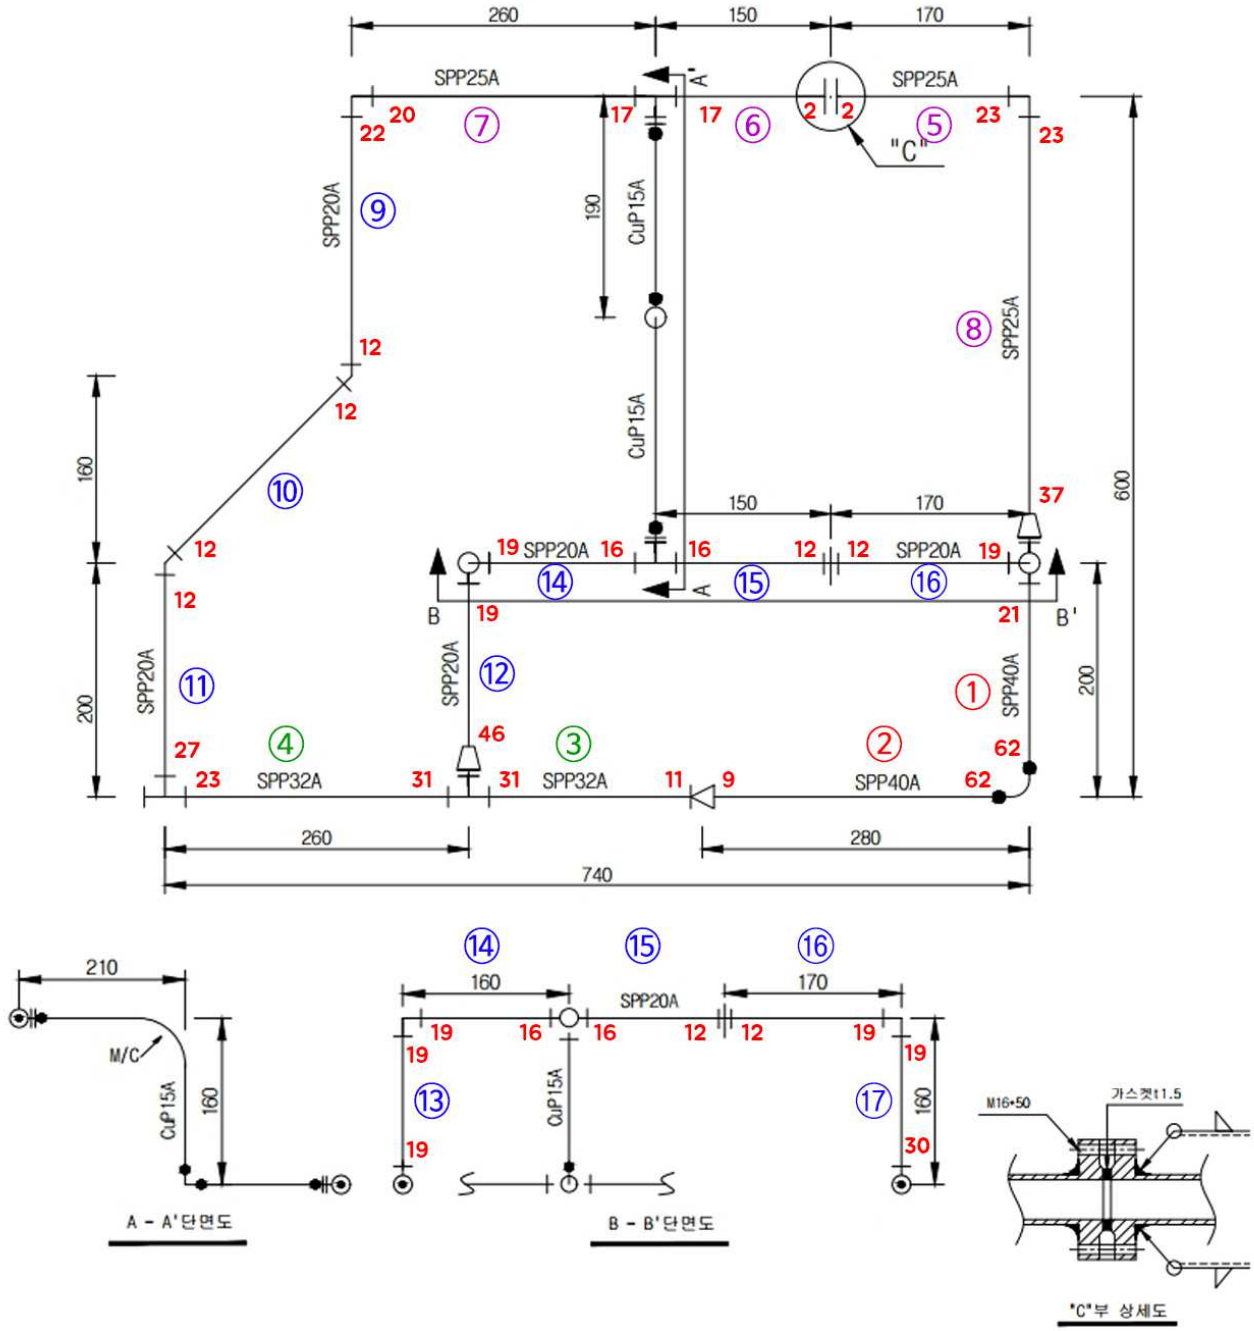 260
150
170
SPP25A
A'
SPP25A
20
17
17
2
2
23
22
⑦
⑥
⑤
23
"C"
SPP20A
⑨
190
CuP15A
⑧
SPP25A
12
12
160
CuP15A
⑩
37
600
150
170
12
19
SPP20A
16
16
12
12
SPP20A
19
12
⑭
⑮
⑯
A
B
19
21
B'
SPP20A
⑪
SPP20A
⑫
①
SPP40A
200
200
27
④
46
③
②
62
23
SPP32A
31
31
SPP32A
11
9
SPP40A
62
260
280
740
⑭
⑮
⑯
210
160
170
SPP20A
19
16
16
12
12
19
M/C
19
19
CuP15A
160
⑬
CuP15A
⑰
160
M16*50
가스켓t1.5
19
30
A - A'단면도
B - B'단면도
"C"부 상세도